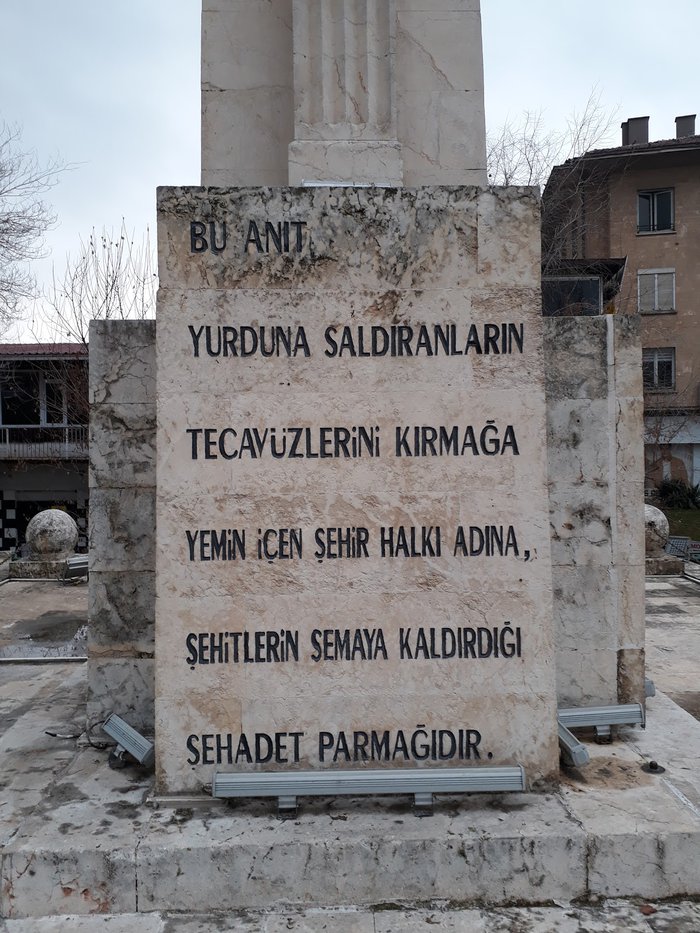 BU ANIT,
YURDUNA SALDIRANLARIN
TECAVÜZLERİNİ KIRMAĞA
YEMİN İÇEN ŞEHİR HALKI ADINA,
ŞEHİTLERİN SEMAYA KALDIRDIĞI
ŞEHADET PARMAĞIDIR.